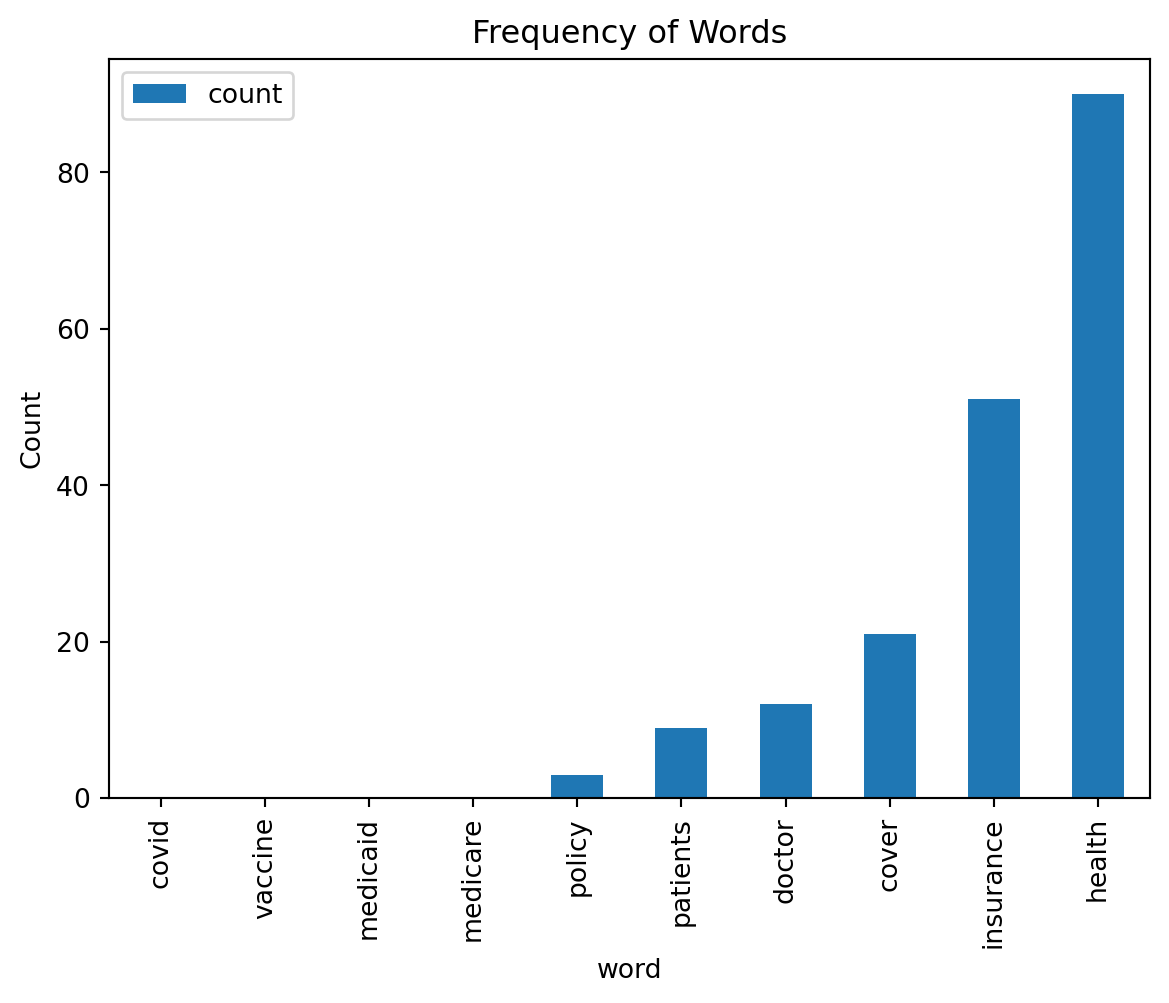 Frequency of Words
count
80
60
40
20
0
Count
covid
vaccine
medicaid
medicare
policy
patients
doctor
cover
insurance
health
word